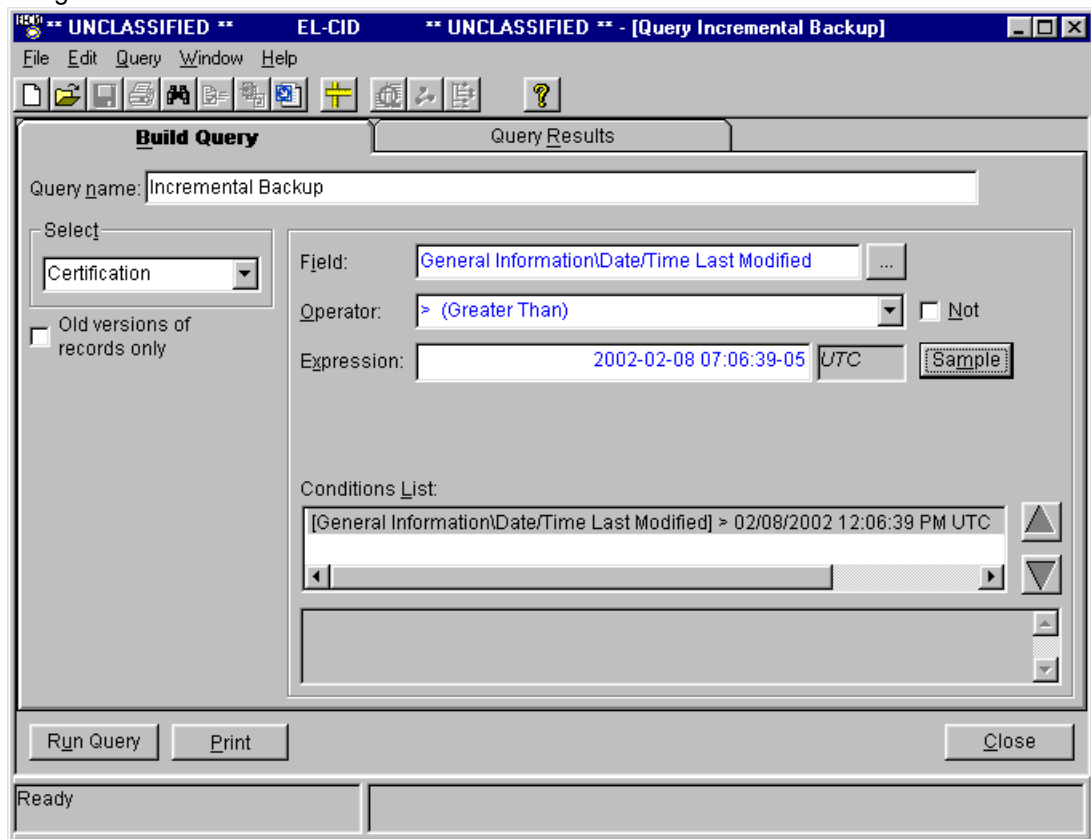 ** UNCLASSIFIED ** EL-CID ** UNCLASSIFIED ** - [Query Incremental Backup]
File Edit Query Window Help
Build Query Query Results
Query name: Incremental Backup
Select
Certification
Old versions of
records only
Field: General Information\Date/Time Last Modified ...
Operator: > (Greater Than) Not
Expression: 2002-02-08 07:06:39-05 UTC Sample
Conditions List:
[General Information\Date/Time Last Modified] > 02/08/2002 12:06:39 PM UTC
Run Query Print Close
Ready